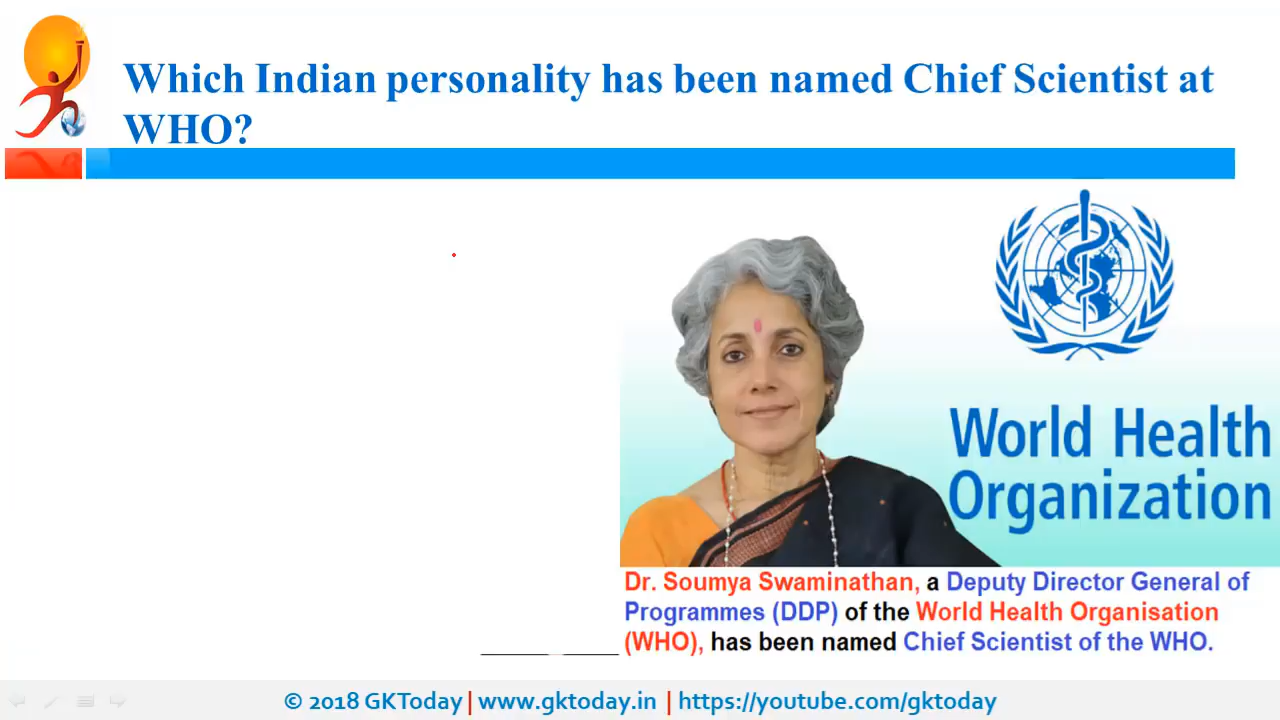 Which Indian personality has been named Chief Scientist at
WHO?
World Health
Organization
Dr. Soumya Swaminathan, a Deputy Director General of
Programmes (DDP) of the World Health Organisation
(WHO), has been named Chief Scientist of the WHO.
© 2018 GKToday | www.gktoday.in | https://youtube.com/gktoday